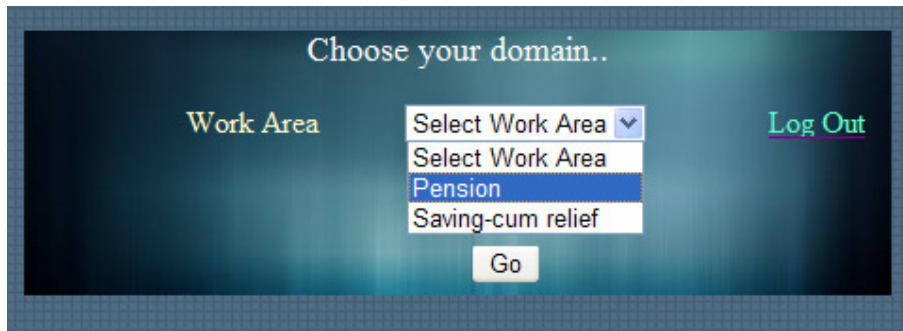 Choose your domain..
Work Area Select Work Area Log Out
Select Work Area
Pension
Saving-cum relief
Go